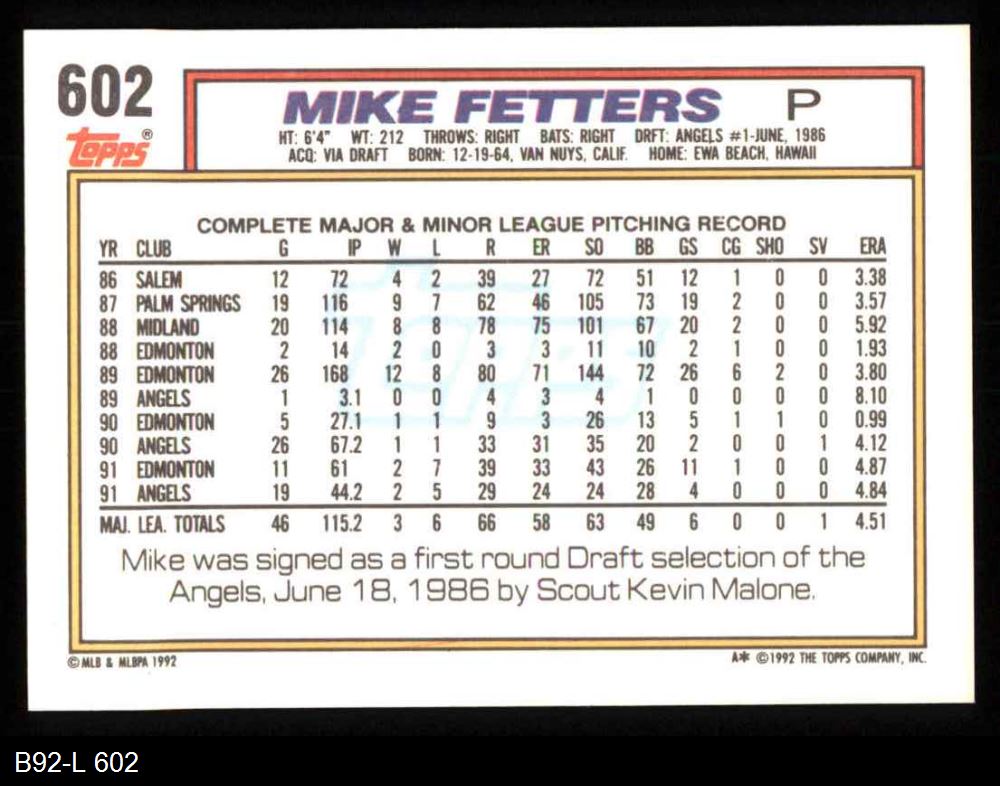 602
Topps®
MIKE FETTERS P
HT: 6'4" WT: 212 THROWS: RIGHT BATS: RIGHT DRFT: ANGELS #1-JUNE, 1986
ACQ: VIA DRAFT BORN: 12-19-64, VAN NUYS, CALIF. HOME: EWA BEACH, HAWAII
COMPLETE MAJOR & MINOR LEAGUE PITCHING RECORD
YR CLUB G IP W L R ER SO BB GS CG SHO SV ERA
86 SALEM 12 72 4 2 39 27 72 51 12 1 0 0 3.38
87 PALM SPRINGS 19 116 9 7 62 46 105 73 19 2 0 0 3.57
88 MIDLAND 20 114 8 8 78 75 101 67 20 2 0 0 5.92
88 EDMONTON 2 14 2 0 3 3 11 10 2 1 0 0 1.93
89 EDMONTON 26 168 12 8 80 71 144 72 26 6 2 0 3.80
89 ANGELS 1 3.1 0 0 4 3 4 1 0 0 0 0 8.10
90 EDMONTON 5 27.1 1 1 9 3 26 13 5 1 1 0 0.99
90 ANGELS 26 67.2 1 1 33 31 35 20 2 0 0 1 4.12
91 EDMONTON 11 61 2 7 39 33 43 26 11 1 0 0 4.87
91 ANGELS 19 44.2 2 5 29 24 24 28 4 0 0 0 4.84
MAJ. LEA. TOTALS 46 115.2 3 6 66 58 63 49 6 0 0 1 4.51
Mike was signed as a first round Draft selection of the
Angels, June 18, 1986 by Scout Kevin Malone.
© MLB & MLBPA 1992 A* © 1992 THE TOPPS COMPANY, INC.
B92-L 602